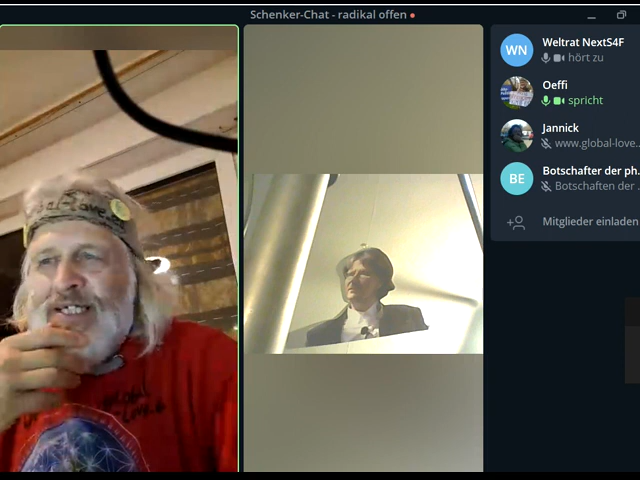 Schenker-Chat - radikal offen
WN
Weltrat NextS4F
hört zu
Oeffi
spricht
Jannick
www.global-love...
BE
Botschafter der ph...
Botschaften der ...
Mitglieder einladen